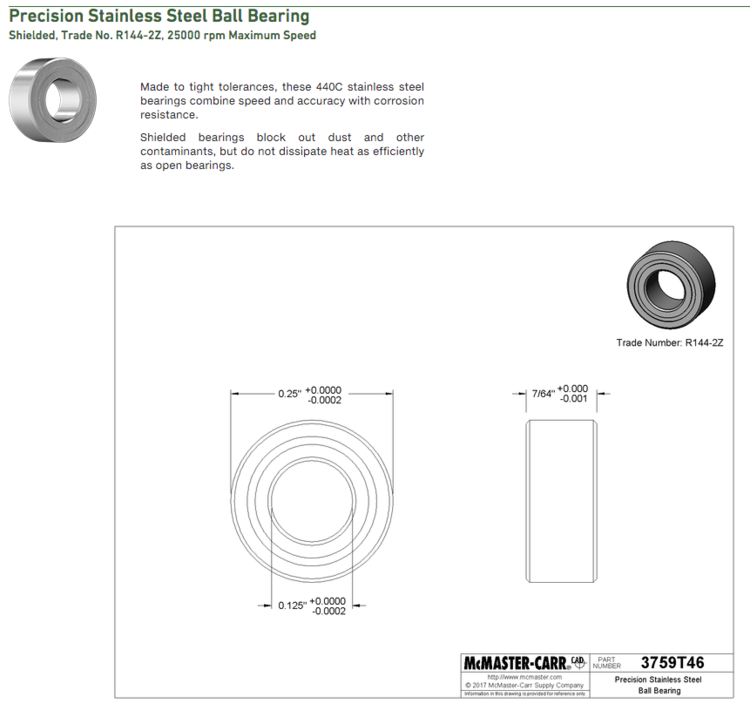 Precision Stainless Steel Ball Bearing
Shielded, Trade No. R144-2Z, 25000 rpm Maximum Speed
Made to tight tolerances, these 440C stainless steel
bearings combine speed and accuracy with corrosion
resistance.
Shielded bearings block out dust and other
contaminants, but do not dissipate heat as efficiently
as open bearings.
Trade Number: R144-2Z
0.25" +0.0000
-0.0002
7/64" +0.000
-0.001
0.125" +0.0000
-0.0002
McMASTER-CARR® CAD
http://www.mcmaster.com
© 2017 McMaster-Carr Supply Company
Information in this drawing is provided for reference only.
PART
NUMBER
3759T46
Precision Stainless Steel
Ball Bearing